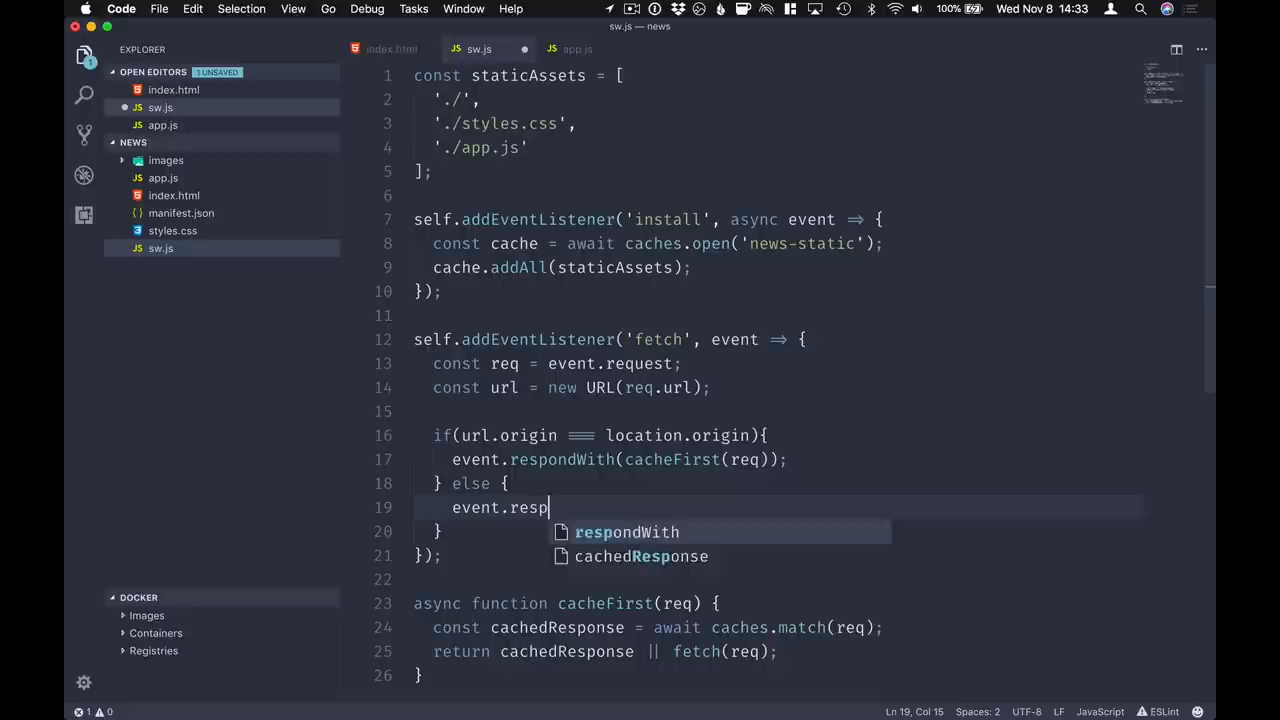 Code File Edit Selection View Go Debug Tasks Window Help 100% Wed Nov 8 14:33
sw.js — news
EXPLORER
OPEN EDITORS 1 UNSAVED
index.html
JS sw.js
JS app.js
NEWS
images
JS app.js
index.html
{ } manifest.json
styles.css
JS sw.js
DOCKER
Images
Containers
Registries
index.html
JS sw.js
JS app.js
1 const staticAssets = [
2 './',
3 './styles.css',
4 './app.js'
5 ];
6
7 self.addEventListener('install', async event => {
8 const cache = await caches.open('news-static');
9 cache.addAll(staticAssets);
10 });
11
12 self.addEventListener('fetch', event => {
13 const req = event.request;
14 const url = new URL(req.url);
15
16 if(url.origin === location.origin){
17 event.respondWith(cacheFirst(req));
18 } else {
19 event.resp
respondWith
cachedResponse
20 }
21 });
22
23 async function cacheFirst(req) {
24 const cachedResponse = await caches.match(req);
25 return cachedResponse || fetch(req);
26 }
1 0
Ln 19, Col 15 Spaces: 2 UTF-8 LF JavaScript ESLint